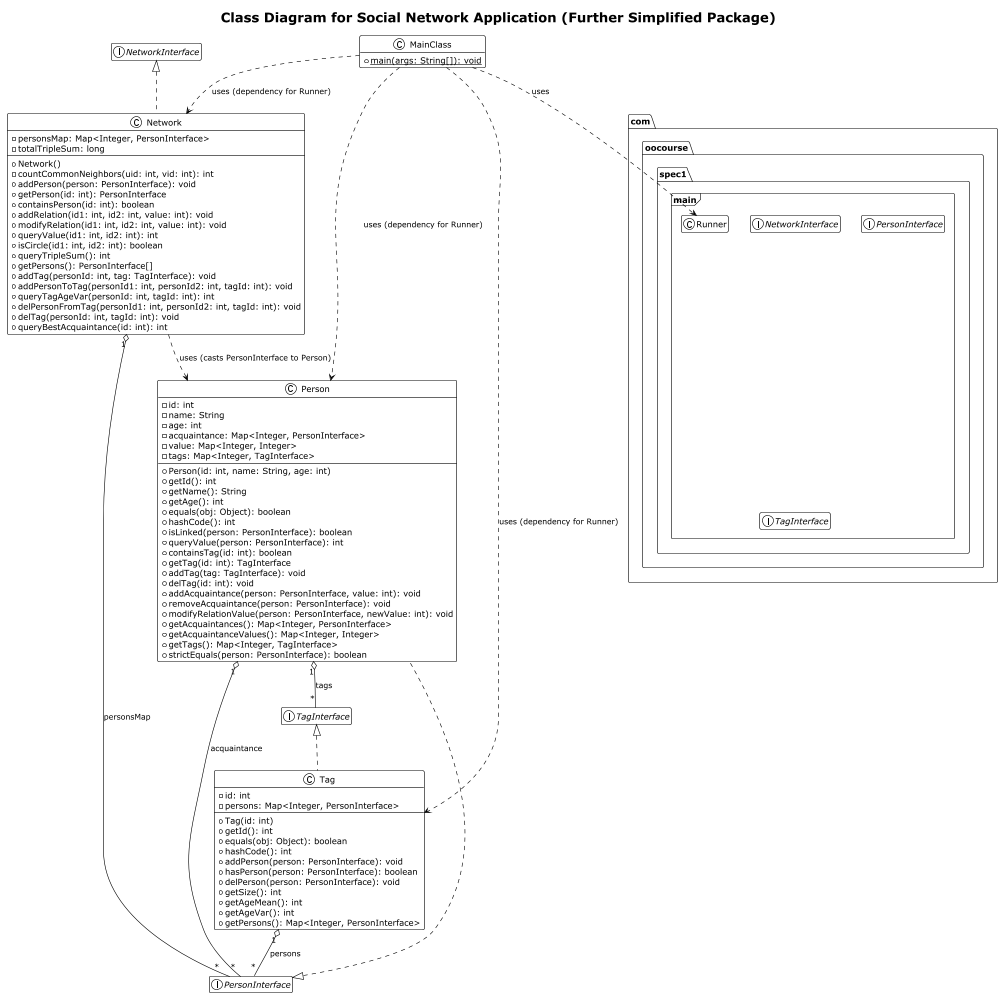 Class Diagram for Social Network Application (Further Simplified Package)
I NetworkInterface
C MainClass
main(args: String[]): void
uses (dependency for Runner)
uses
C Network
personsMap: Map<Integer, PersonInterface>
totalTripleSum: long
Network()
countCommonNeighbors(uid: int, vid: int): int
addPerson(person: PersonInterface): void
getPerson(id: int): PersonInterface
containsPerson(id: int): boolean
addRelation(id1: int, id2: int, value: int): void
modifyRelation(id1: int, id2: int, value: int): void
queryValue(id1: int, id2: int): int
isCircle(id1: int, id2: int): boolean
queryTripleSum(): int
getPersons(): PersonInterface[]
addTag(personId: int, tag: TagInterface): void
addPersonToTag(personId1: int, personId2: int, tagId: int): void
queryTagAgeVar(personId: int, tagId: int): int
delPersonFromTag(personId1: int, personId2: int, tagId: int): void
delTag(personId: int, tagId: int): void
queryBestAcquaintance(id: int): int
com
oocourse
spec1
main
C Runner
I NetworkInterface
I PersonInterface
I TagInterface
uses (dependency for Runner)
1
uses (casts PersonInterface to Person)
C Person
id: int
name: String
age: int
acquaintance: Map<Integer, PersonInterface>
value: Map<Integer, Integer>
tags: Map<Integer, TagInterface>
Person(id: int, name: String, age: int)
getId(): int
getName(): String
getAge(): int
equals(obj: Object): boolean
hashCode(): int
isLinked(person: PersonInterface): boolean
queryValue(person: PersonInterface): int
containsTag(id: int): boolean
getTag(id: int): TagInterface
addTag(tag: TagInterface): void
delTag(id: int): void
addAcquaintance(person: PersonInterface, value: int): void
removeAcquaintance(person: PersonInterface): void
modifyRelationValue(person: PersonInterface, newValue: int): void
getAcquaintances(): Map<Integer, PersonInterface>
getAcquaintanceValues(): Map<Integer, Integer>
getTags(): Map<Integer, TagInterface>
strictEquals(person: PersonInterface): boolean
uses (dependency for Runner)
1
1
tags
*
I TagInterface
personsMap
acquaintance
C Tag
id: int
persons: Map<Integer, PersonInterface>
Tag(id: int)
getId(): int
equals(obj: Object): boolean
hashCode(): int
addPerson(person: PersonInterface): void
hasPerson(person: PersonInterface): boolean
delPerson(person: PersonInterface): void
getSize(): int
getAgeMean(): int
getAgeVar(): int
getPersons(): Map<Integer, PersonInterface>
1
persons
*
*
*
I PersonInterface